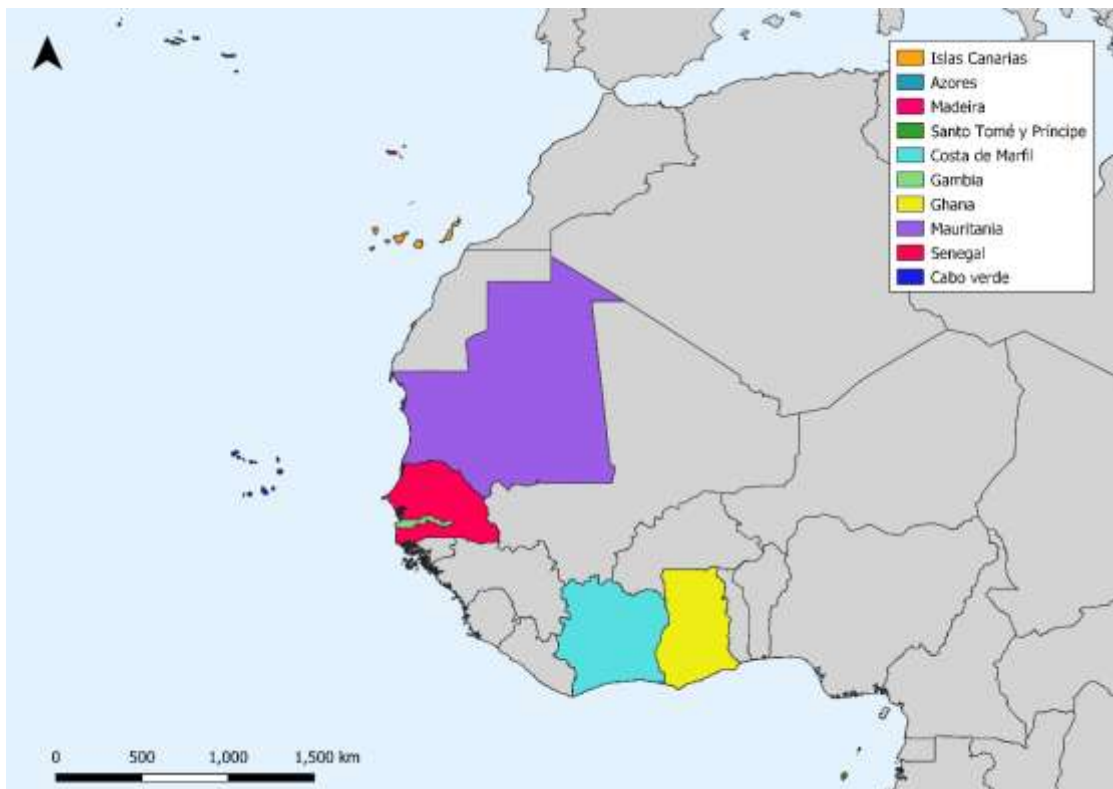 Islas Canarias
Azores
Madeira
Santo Tomé y Príncipe
Costa de Marfil
Gambia
Ghana
Mauritania
Senegal
Cabo verde
0 500 1,000 1,500 km